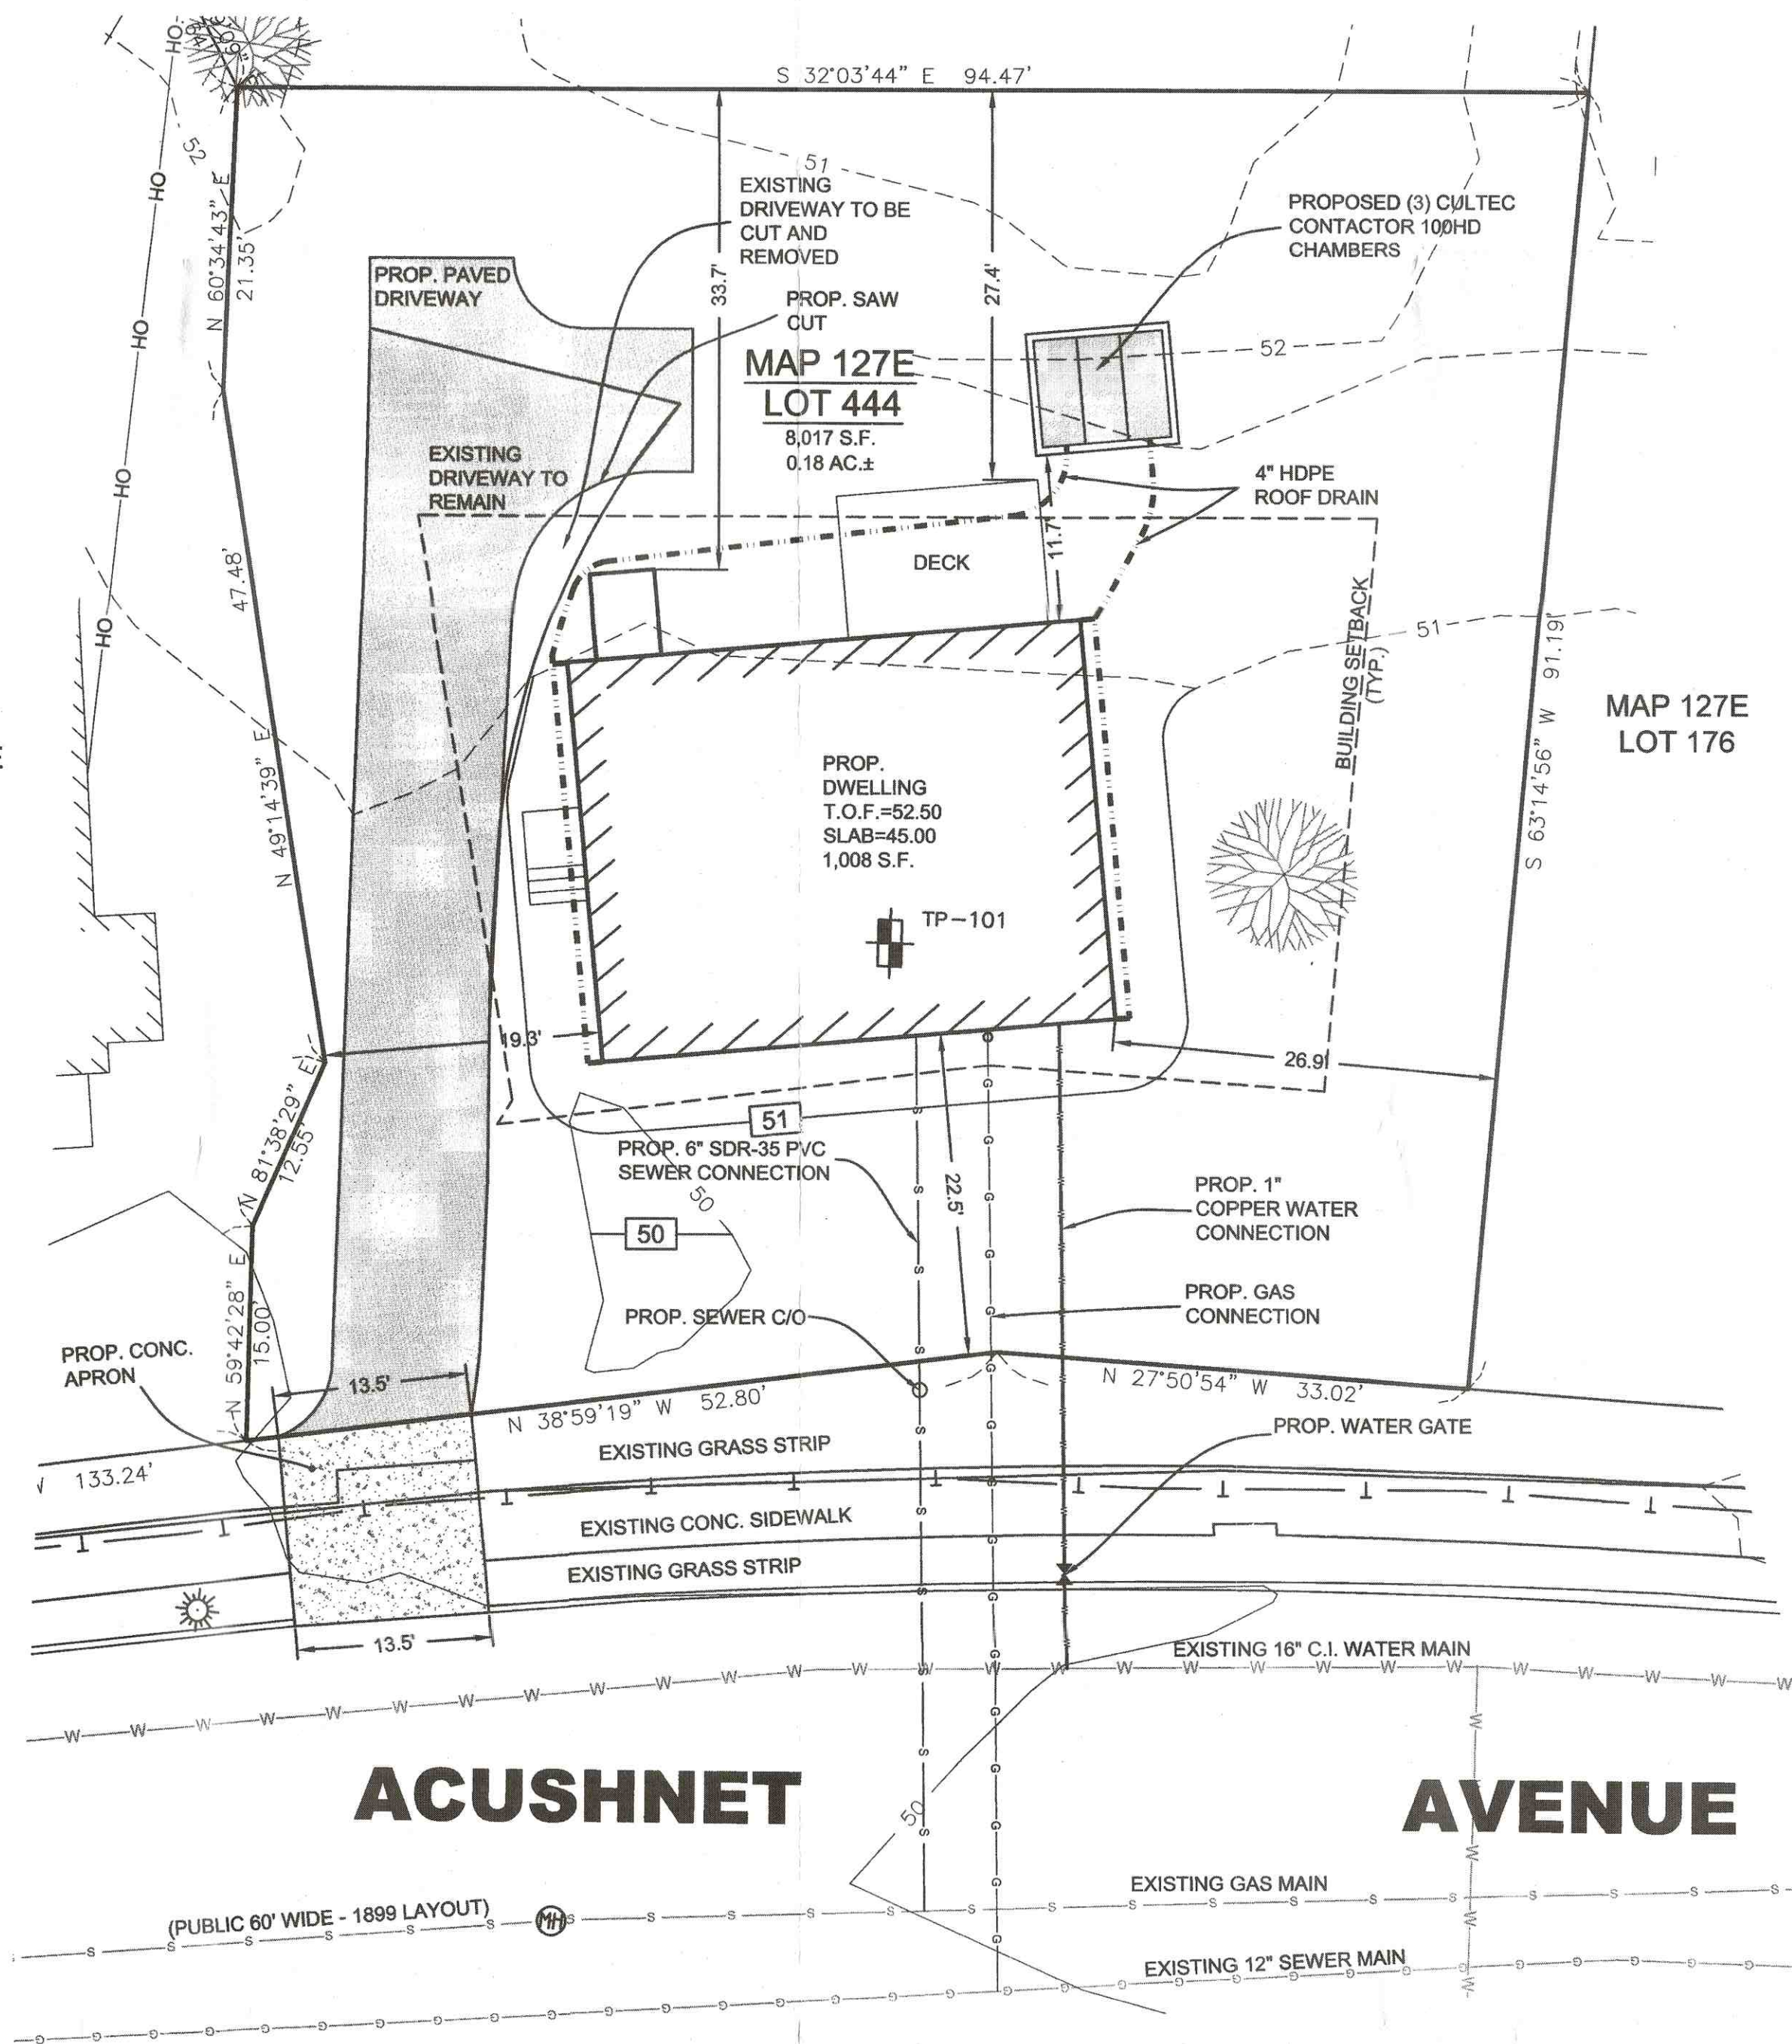 S 32°03'44" E 94.47'
52
51
N 60°34'43" E
21.35'
33.7'
27.4'
EXISTING
DRIVEWAY TO BE
CUT AND
REMOVED
PROPOSED (3) CULTEC
CONTACTOR 100HD
CHAMBERS
PROP. PAVED
DRIVEWAY
PROP. SAW
CUT
MAP 127E
LOT 444
8,017 S.F.
0.18 AC.±
52
HO
HO
HO
HO
HO
EXISTING
DRIVEWAY TO
REMAIN
4" HDPE
ROOF DRAIN
11.7'
DECK
47.48'
N 49°14'39" E
BUILDING SETBACK
(TYP.)
51
S 63°14'56" W 91.19'
MAP 127E
LOT 176
PROP.
DWELLING
T.O.F.=52.50
SLAB=45.00
1,008 S.F.
TP-101
19.3'
26.9'
N 81°38'29" E
12.55'
51
PROP. 6" SDR-35 PVC
SEWER CONNECTION
50
50
22.5'
PROP. 1"
COPPER WATER
CONNECTION
N 59°42'28" E
15.00'
PROP. SEWER C/O
PROP. GAS
CONNECTION
PROP. CONC.
APRON
13.5'
N 38°59'19" W 52.80'
N 27°50'54" W 33.02'
PROP. WATER GATE
EXISTING GRASS STRIP
133.24'
EXISTING CONC. SIDEWALK
EXISTING GRASS STRIP
13.5'
EXISTING 16" C.I. WATER MAIN
ACUSHNET AVENUE
50
EXISTING GAS MAIN
(PUBLIC 60' WIDE - 1899 LAYOUT)
MH
EXISTING 12" SEWER MAIN